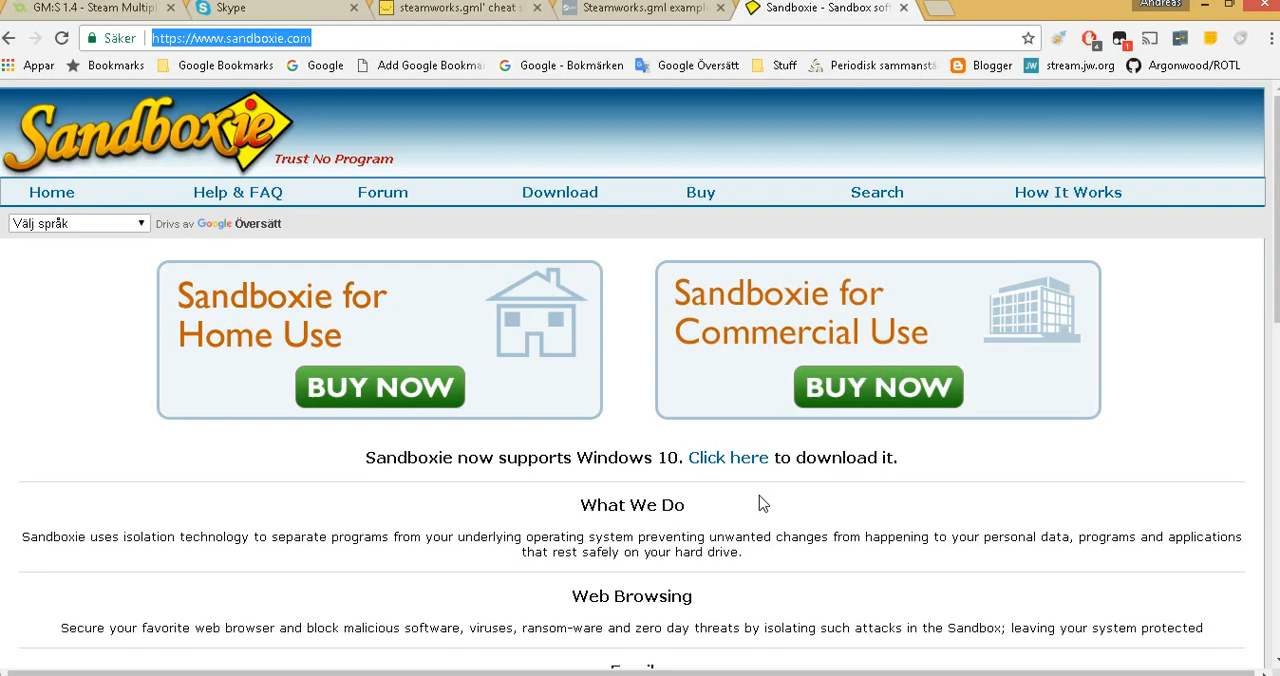 GM:S 1.4 - Steam Multipl
Skype
steamworks.gml' cheat s
Steamworks.gml example
Sandboxie - Sandbox sof
Andreas
Säker
https://www.sandboxie.com
4
1
Appar
Bookmarks
Google Bookmarks
Google
Add Google Bookma
Google - Bokmärken
Google Översätt
Stuff
Periodisk sammanstä
Blogger
JW
stream.jw.org
Argonwood/ROTL
Sandboxie
Trust No Program
Home
Help & FAQ
Forum
Download
Buy
Search
How It Works
Välj språk
Drivs av Google Översätt
Sandboxie for
Home Use
BUY NOW
Sandboxie for
Commercial Use
BUY NOW
Sandboxie now supports Windows 10. Click here to download it.
What We Do
Sandboxie uses isolation technology to separate programs from your underlying operating system preventing unwanted changes from happening to your personal data, programs and applications
that rest safely on your hard drive.
Web Browsing
Secure your favorite web browser and block malicious software, viruses, ransom-ware and zero day threats by isolating such attacks in the Sandbox; leaving your system protected